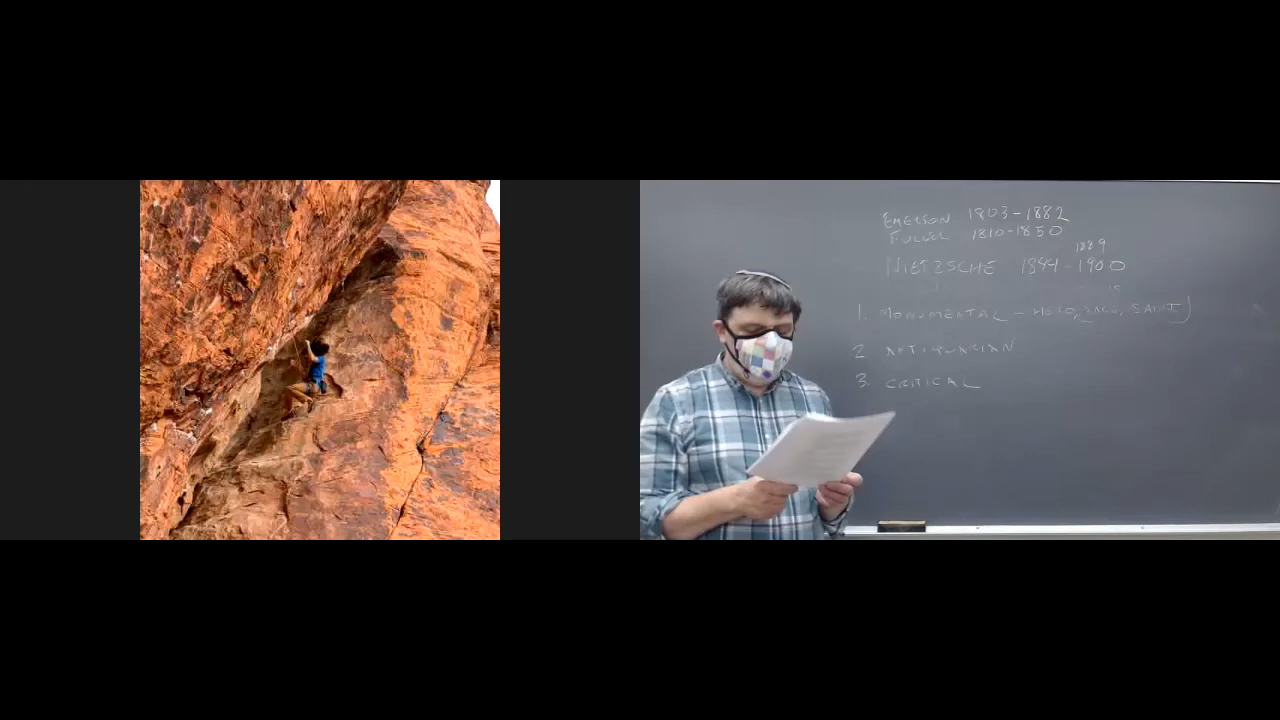 EMERSON 1803-1882
FULLER 1810-1850
1889
NIETZSCHE 1844-1900
1. MONUMENTAL - HERO, SAGE, SAINT)
2 ANTIQUARIAN
3. CRITICAL